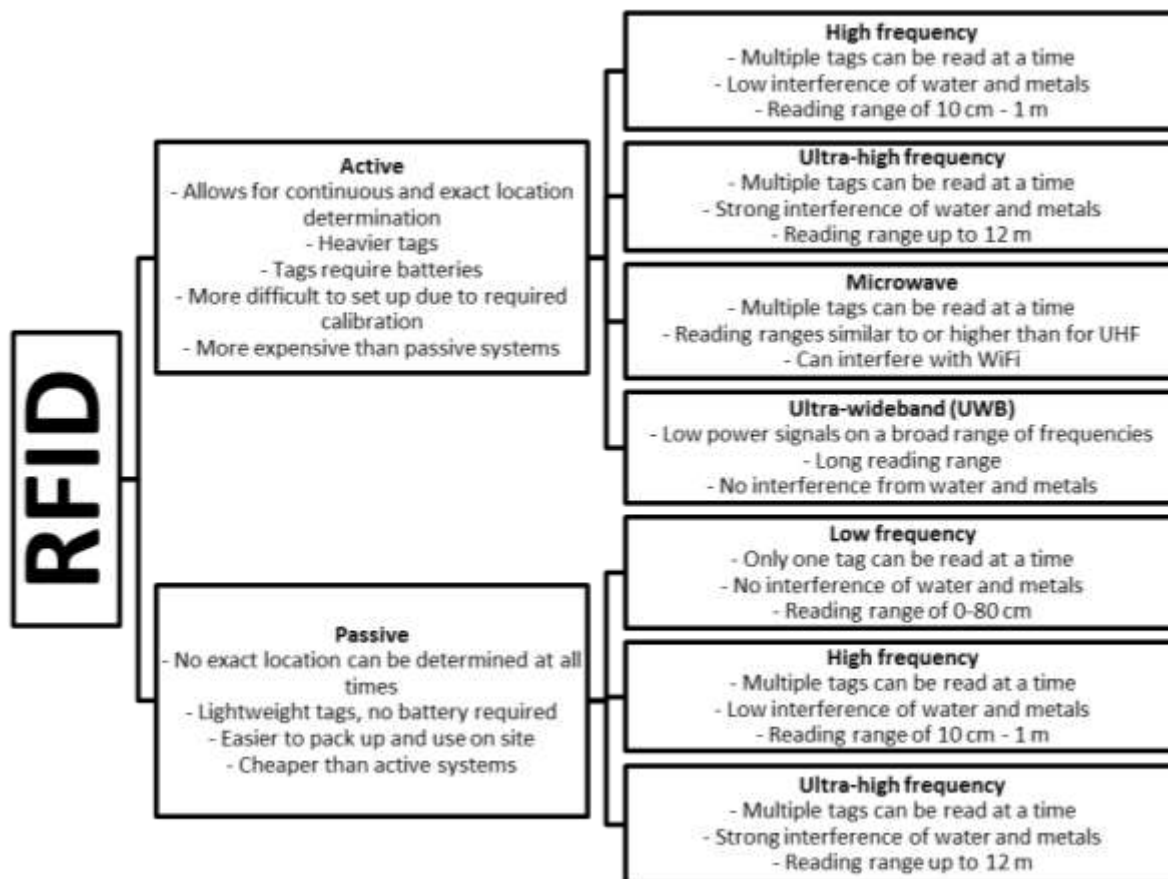 RFID
Active
- Allows for continuous and exact location
determination
- Heavier tags
- Tags require batteries
- More difficult to set up due to required
calibration
- More expensive than passive systems
High frequency
- Multiple tags can be read at a time
- Low interference of water and metals
- Reading range of 10 cm - 1 m
Ultra-high frequency
- Multiple tags can be read at a time
- Strong interference of water and metals
- Reading range up to 12 m
Microwave
- Multiple tags can be read at a time
- Reading ranges similar to or higher than for UHF
- Can interfere with WiFi
Ultra-wideband (UWB)
- Low power signals on a broad range of frequencies
- Long reading range
- No interference from water and metals
Passive
- No exact location can be determined at all
times
- Lightweight tags, no battery required
- Easier to pack up and use on site
- Cheaper than active systems
Low frequency
- Only one tag can be read at a time
- No interference of water and metals
- Reading range of 0-80 cm
High frequency
- Multiple tags can be read at a time
- Low interference of water and metals
- Reading range of 10 cm - 1 m
Ultra-high frequency
- Multiple tags can be read at a time
- Strong interference of water and metals
- Reading range up to 12 m